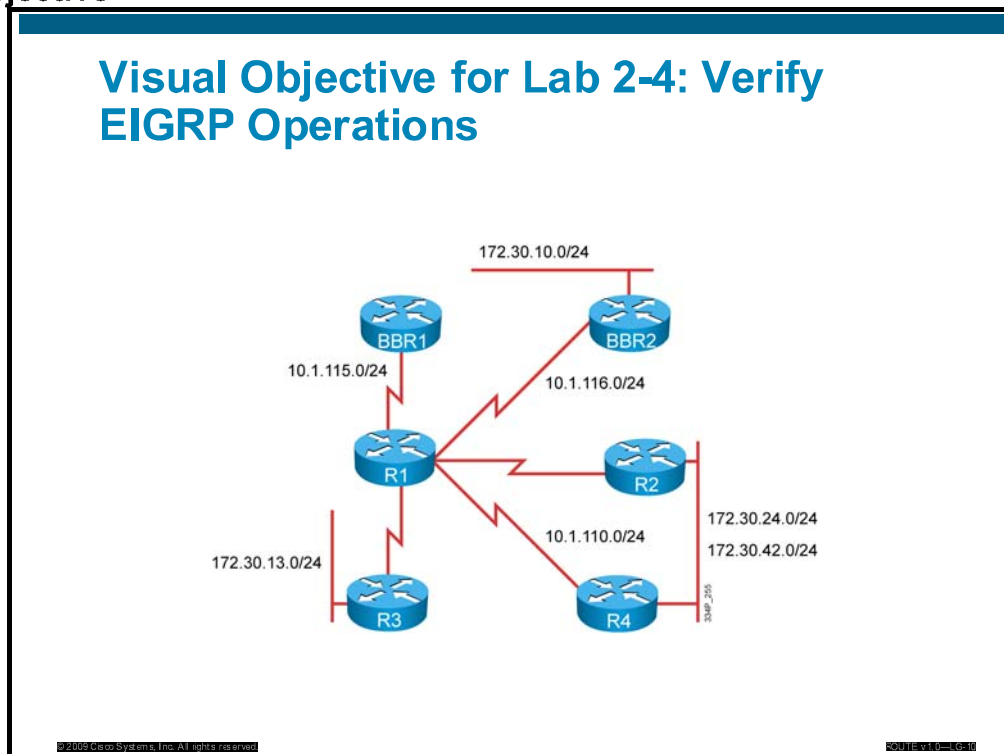 Visual Objective for Lab 2-4: Verify
EIGRP Operations
172.30.10.0/24
BBR1
BBR2
10.1.115.0/24
10.1.116.0/24
R1
R2
172.30.24.0/24
10.1.110.0/24
172.30.42.0/24
172.30.13.0/24
R3
R4
334P_255
© 2009 Cisco Systems, Inc. All rights reserved.
ROUTE v1.0—LG-10